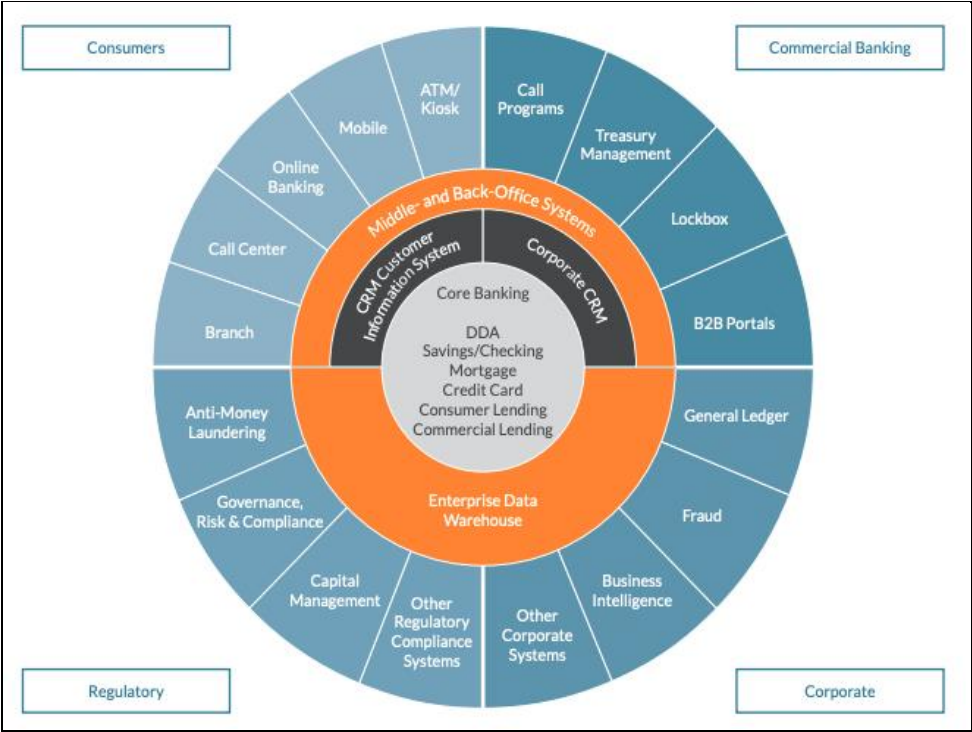 Consumers
Commercial Banking
ATM/
Kiosk
Call
Programs
Mobile
Treasury
Management
Online
Banking
Lockbox
Call Center
B2B Portals
Branch
Middle- and Back-Office Systems
CRM Customer
Information System
Corporate CRM
Core Banking
DDA
Savings/Checking
Mortgage
Credit Card
Consumer Lending
Commercial Lending
Enterprise Data
Warehouse
Anti-Money
Laundering
General Ledger
Governance,
Risk & Compliance
Fraud
Capital
Management
Business
Intelligence
Other
Regulatory
Compliance
Systems
Other
Corporate
Systems
Regulatory
Corporate